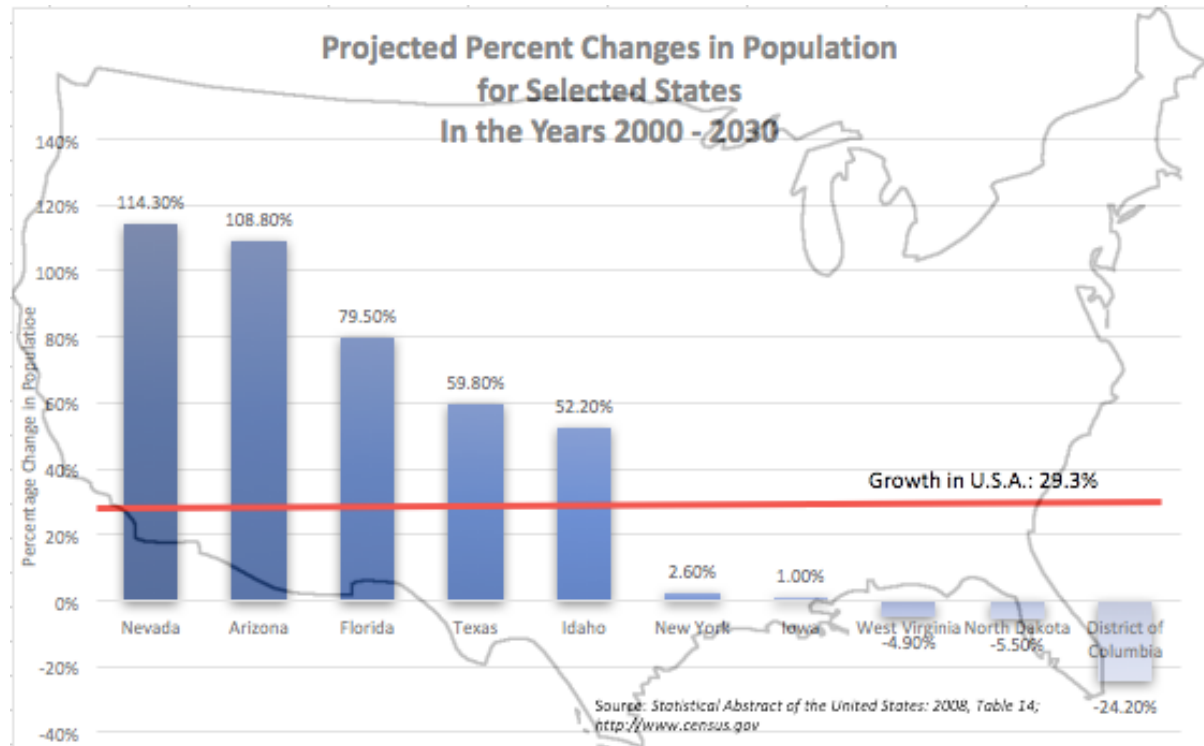 Projected Percent Changes in Population
for Selected States
In the Years 2000 - 2030
140%
120%
100%
80%
60%
40%
20%
0%
-20%
-40%
Percentage Change in Populatioe
114.30%
108.80%
79.50%
59.80%
52.20%
2.60%
1.00%
-4.90%
-5.50%
-24.20%
Growth in U.S.A.: 29.3%
Nevada
Arizona
Florida
Texas
Idaho
New York
Iowa
West Virginia
North Dakota
District of
Columbia
Source: Statistical Abstract of the United States: 2008, Table 14;
http://www.census.gov